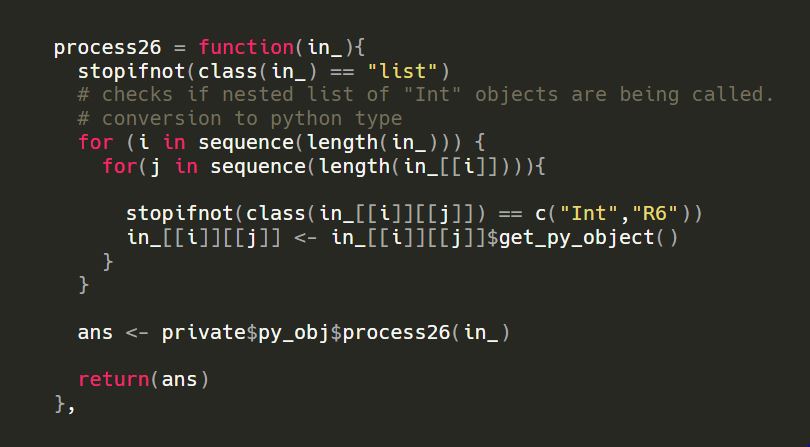 process26 = function(in_){
  stopifnot(class(in_) == "list")
  # checks if nested list of "Int" objects are being called.
  # conversion to python type
  for (i in sequence(length(in_))) {
    for(j in sequence(length(in_[[i]]))){

      stopifnot(class(in_[[i]][[j]]) == c("Int","R6"))
      in_[[i]][[j]] <- in_[[i]][[j]]$get_py_object()
    }
  }

  ans <- private$py_obj$process26(in_)

  return(ans)
},